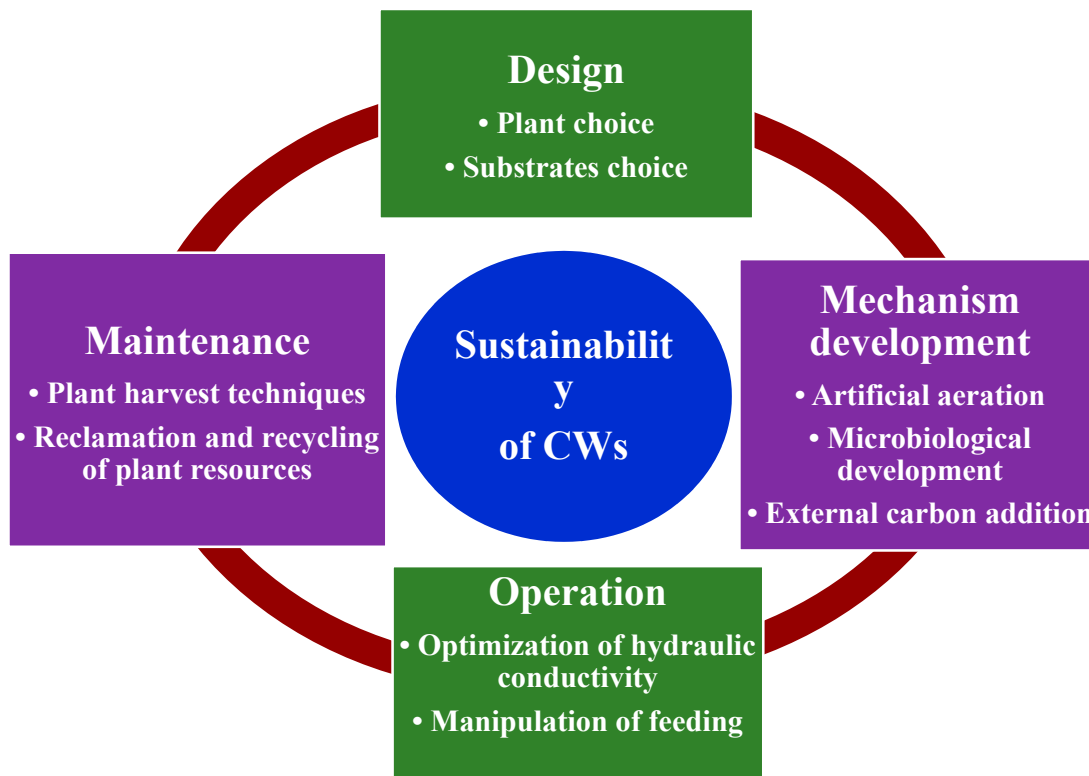 Design
• Plant choice
• Substrates choice
Maintenance
• Plant harvest techniques
• Reclamation and recycling
of plant resources
Sustainabilit
y
of CWs
Mechanism
development
• Artificial aeration
• Microbiological
development
• External carbon addition
Operation
• Optimization of hydraulic
conductivity
• Manipulation of feeding